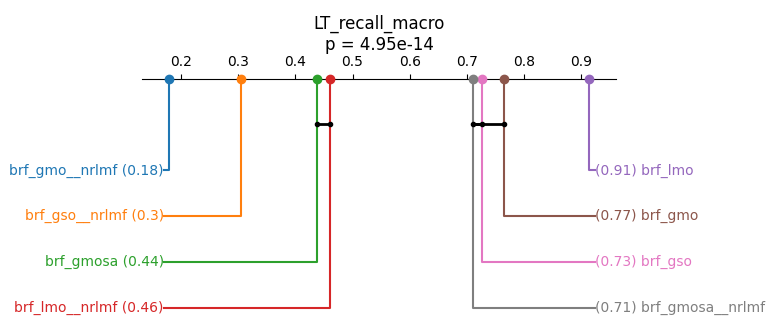 LT_recall_macro
p = 4.95e-14
0.2 0.3 0.4 0.5 0.6 0.7 0.8 0.9
brf_gmo__nrlmf (0.18) (0.91) brf_lmo
brf_gso__nrlmf (0.3) (0.77) brf_gmo
brf_gmosa (0.44) (0.73) brf_gso
brf_lmo__nrlmf (0.46) (0.71) brf_gmosa__nrlmf